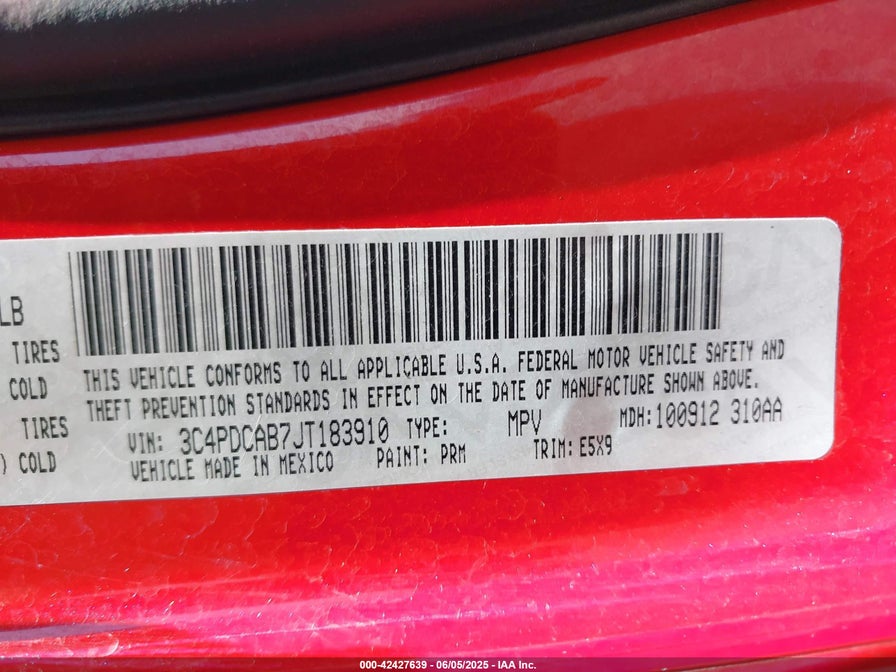 LB
TIRES
COLD
TIRES
) COLD
THIS VEHICLE CONFORMS TO ALL APPLICABLE U.S.A. FEDERAL MOTOR VEHICLE SAFETY AND
THEFT PREVENTION STANDARDS IN EFFECT ON THE DATE OF MANUFACTURE SHOWN ABOVE.
VIN: 3C4PDCAB7JT183910 TYPE: MPV MDH:100912 310AA
VEHICLE MADE IN MEXICO PAINT: PRM TRIM: E5X9
000-42427639 - 06/05/2025 - IAA Inc.